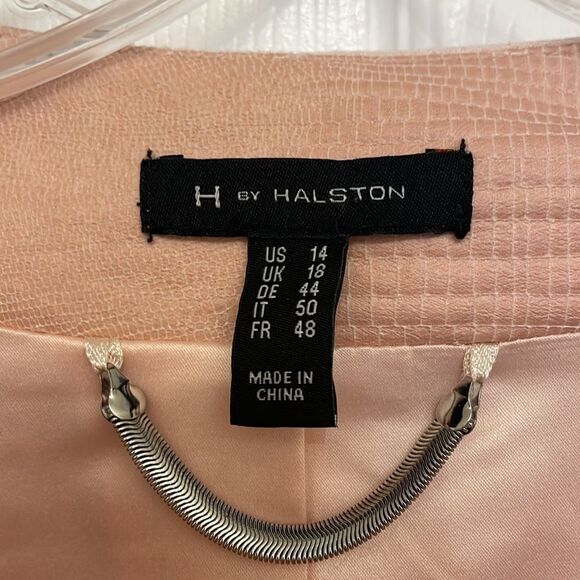 H BY HALSTON
US 14
UK 18
DE 44
IT 50
FR 48
MADE IN
CHINA